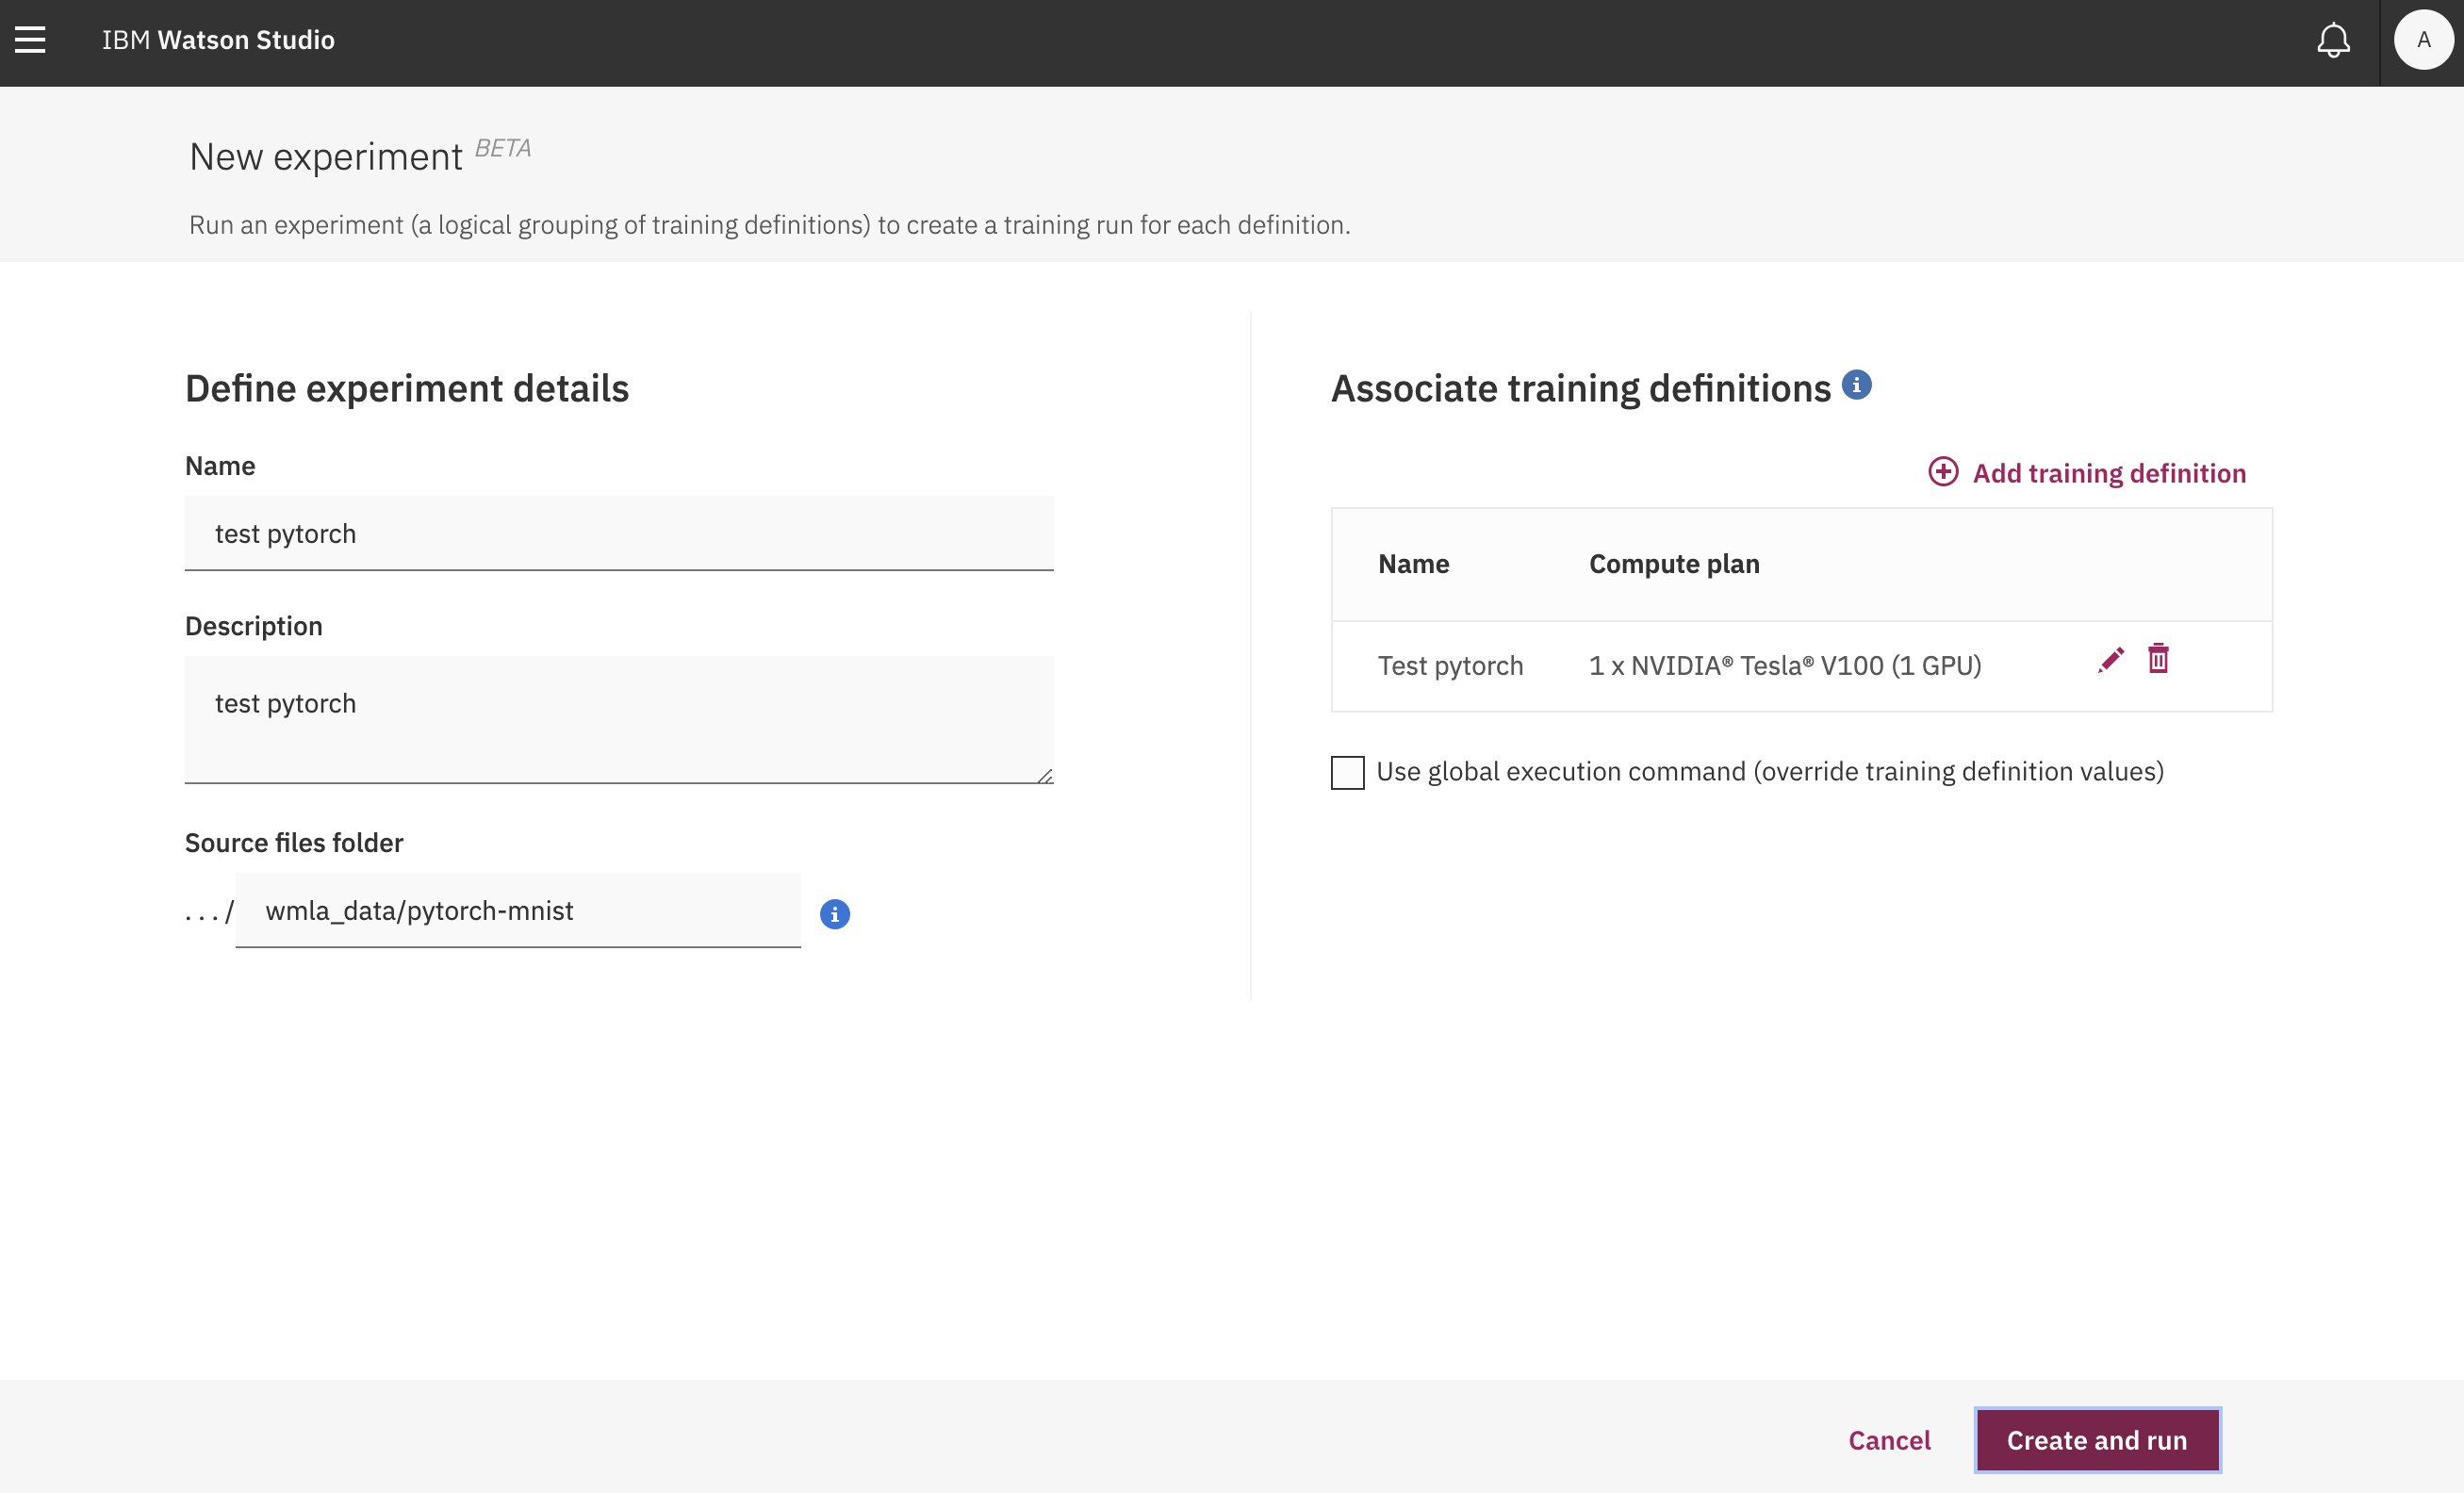 IBM Watson Studio
A
New experiment BETA
Run an experiment (a logical grouping of training definitions) to create a training run for each definition.
Define experiment details
Name
test pytorch
Description
test pytorch
Source files folder
. . . / wmla_data/pytorch-mnist
Associate training definitions
Add training definition
Name Compute plan
Test pytorch 1 x NVIDIA® Tesla® V100 (1 GPU)
Use global execution command (override training definition values)
Cancel Create and run